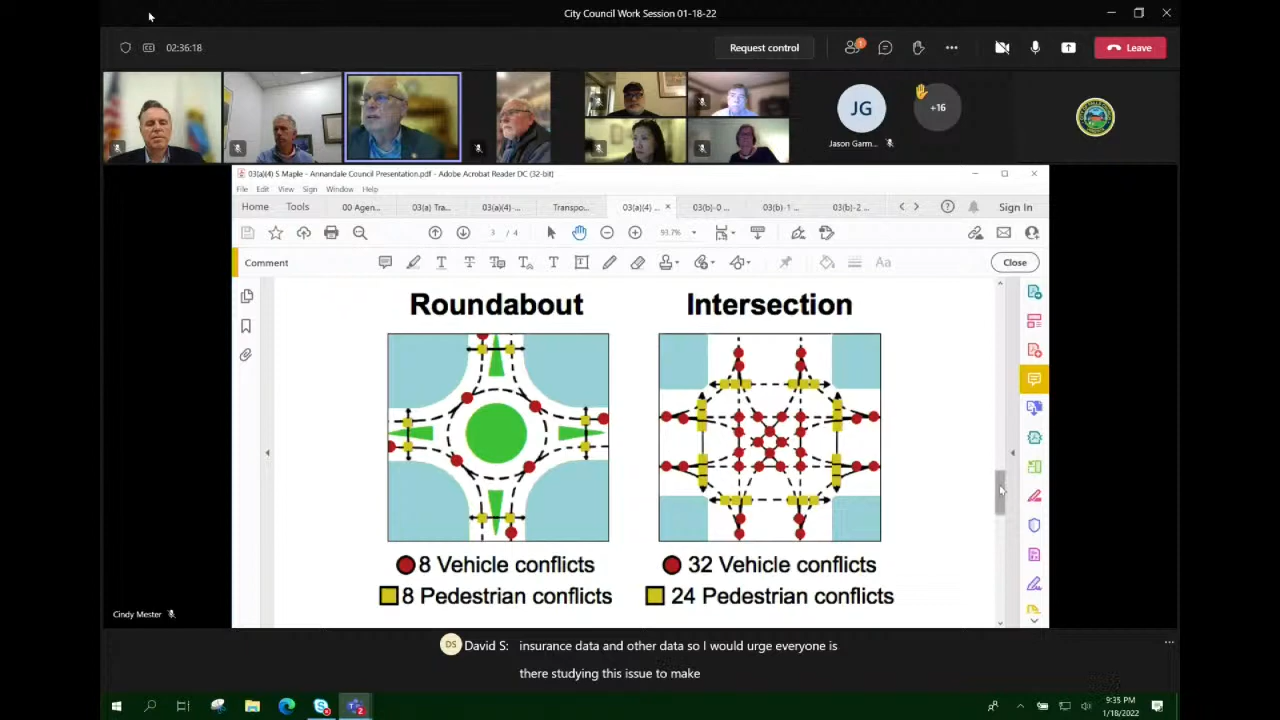 City Council Work Session 01-18-22
02:36:18
Request control
1
Leave
JG
+16
Jason Garm...
03(a)(4) S Maple - Annandale Council Presentation.pdf - Adobe Acrobat Reader DC (32-bit)
File Edit View Sign Window Help
Home Tools 00 Agen... 03(a) Tra... 03(a)(4)-... Transpo... 03(a)(4) ... 03(b)-0 ... 03(b)-1 ... 03(b)-2 ... Sign In
3 / 4 93.7%
Comment Close
Roundabout Intersection
8 Vehicle conflicts 32 Vehicle conflicts
8 Pedestrian conflicts 24 Pedestrian conflicts
Cindy Mester
DS David S: insurance data and other data so I would urge everyone is
there studying this issue to make
9:35 PM
1/18/2022